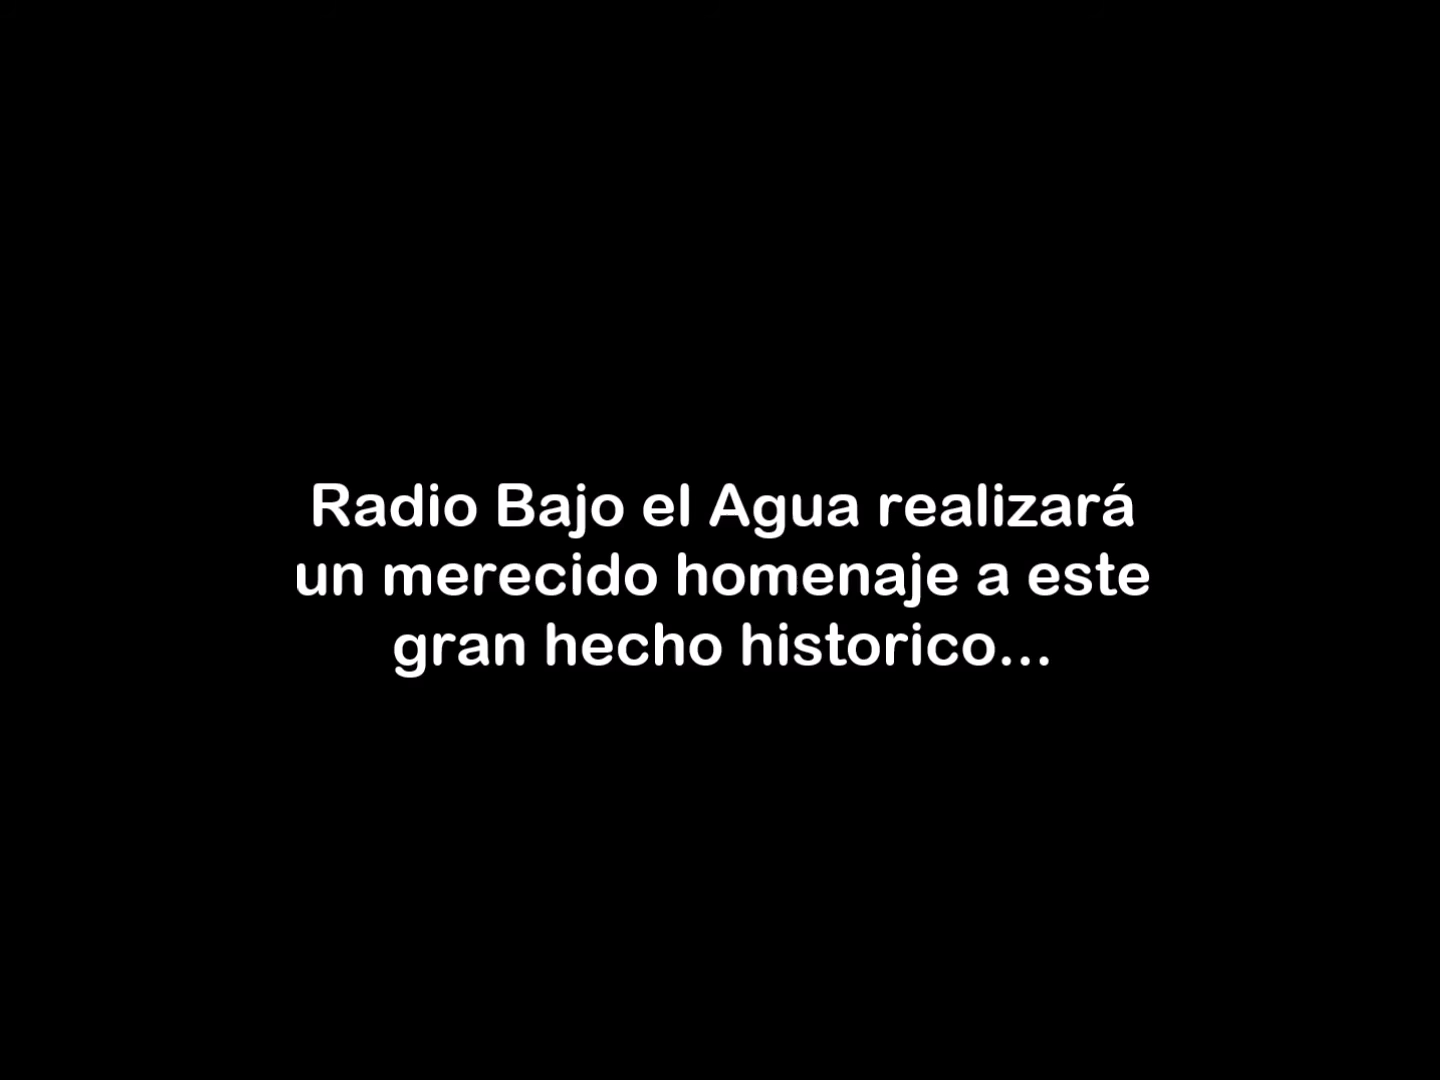 Radio Bajo el Agua realizará
un merecido homenaje a este
gran hecho historico...